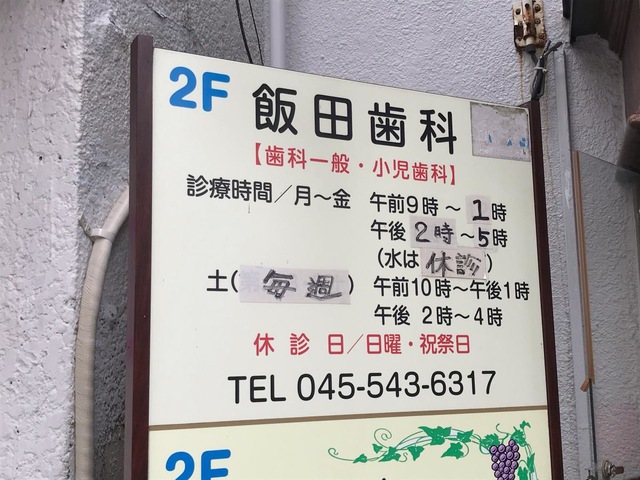 2F 飯田歯科
【歯科一般・小児歯科】
診療時間／月～金 午前9時～1時
午後2時～5時
(水は休診)
土(毎週) 午前10時～午後1時
午後 2時～4時
休診日／日曜・祝祭日
TEL 045-543-6317
2F